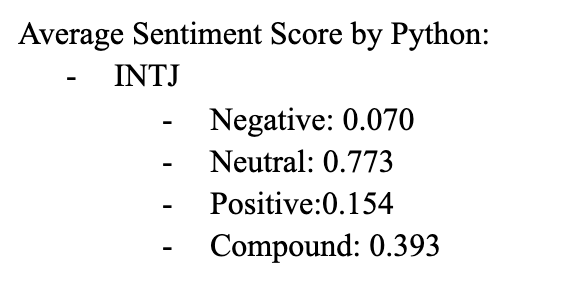 Average Sentiment Score by Python:
- INTJ
- Negative: 0.070
- Neutral: 0.773
- Positive:0.154
- Compound: 0.393